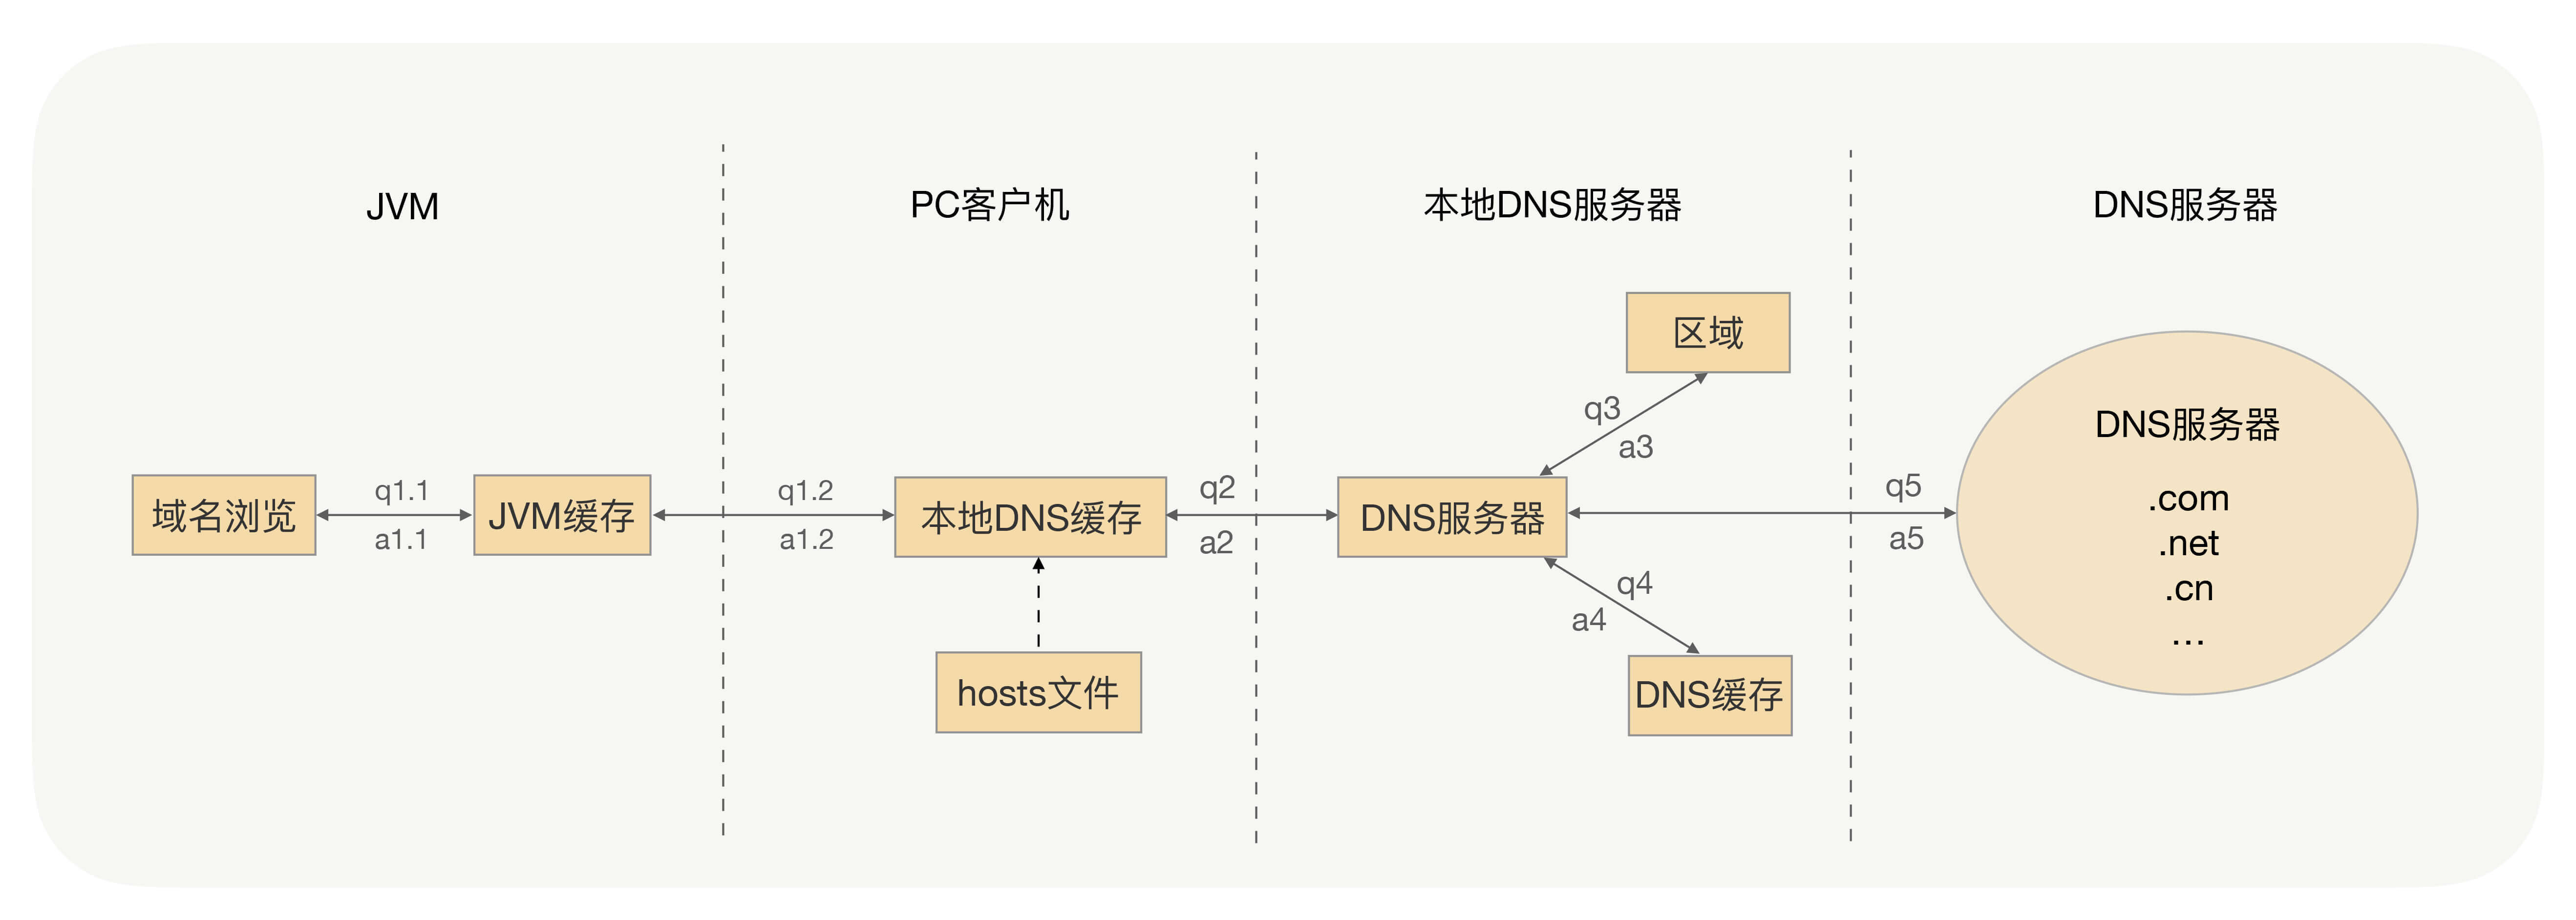 JVM
PC客户机
本地DNS服务器
DNS服务器
域名浏览
q1.1
a1.1
JVM缓存
q1.2
a1.2
本地DNS缓存
hosts文件
q2
a2
DNS服务器
区域
q3
a3
q4
a4
DNS缓存
q5
a5
DNS服务器
.com
.net
.cn
...